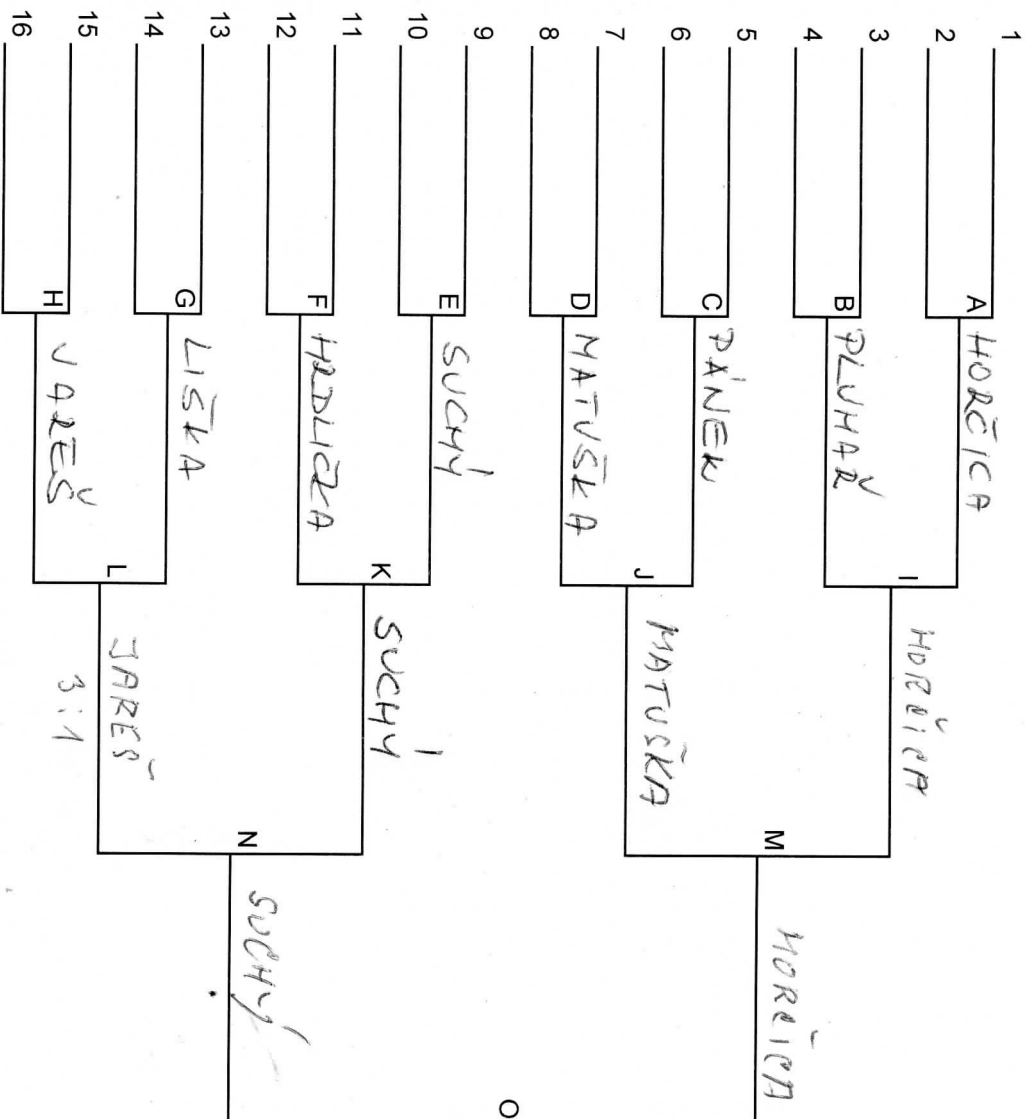 1
A HORČICA
2
I HORČICA
3
B PLUHAŘ
4
M HORČICA
5
C PÁNEK
6
J MATUŠKA
7
D MATUŠKA
8
O
9
E SUCHÝ
10
K SUCHÝ
11
F HRDLIČKA
12
N SUCHÝ
13
G LIŠKA
14
L JAREŠ
3:1
15
H JAREŠ
16